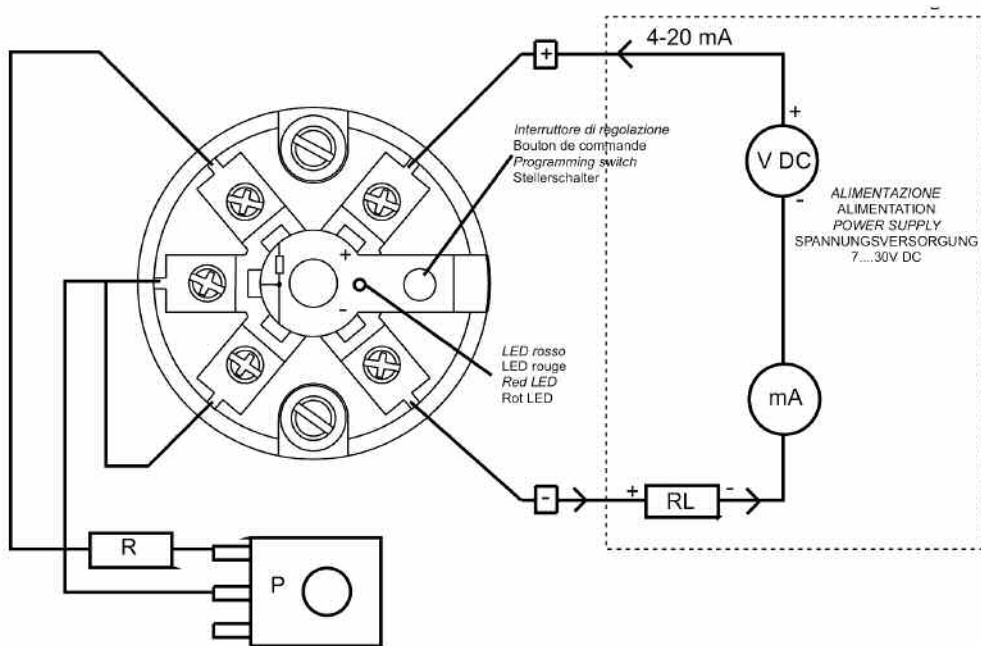 4-20 mA
+
Interruttore di regolazione
Bouton de commande
Programming switch
Stellerschalter
+
V DC
-
ALIMENTAZIONE
ALIMENTATION
POWER SUPPLY
SPANNUNGSVERSORGUNG
7....30V DC
+
-
LED rosso
LED rouge
Red LED
Rot LED
mA
-
+
RL
-
R
P